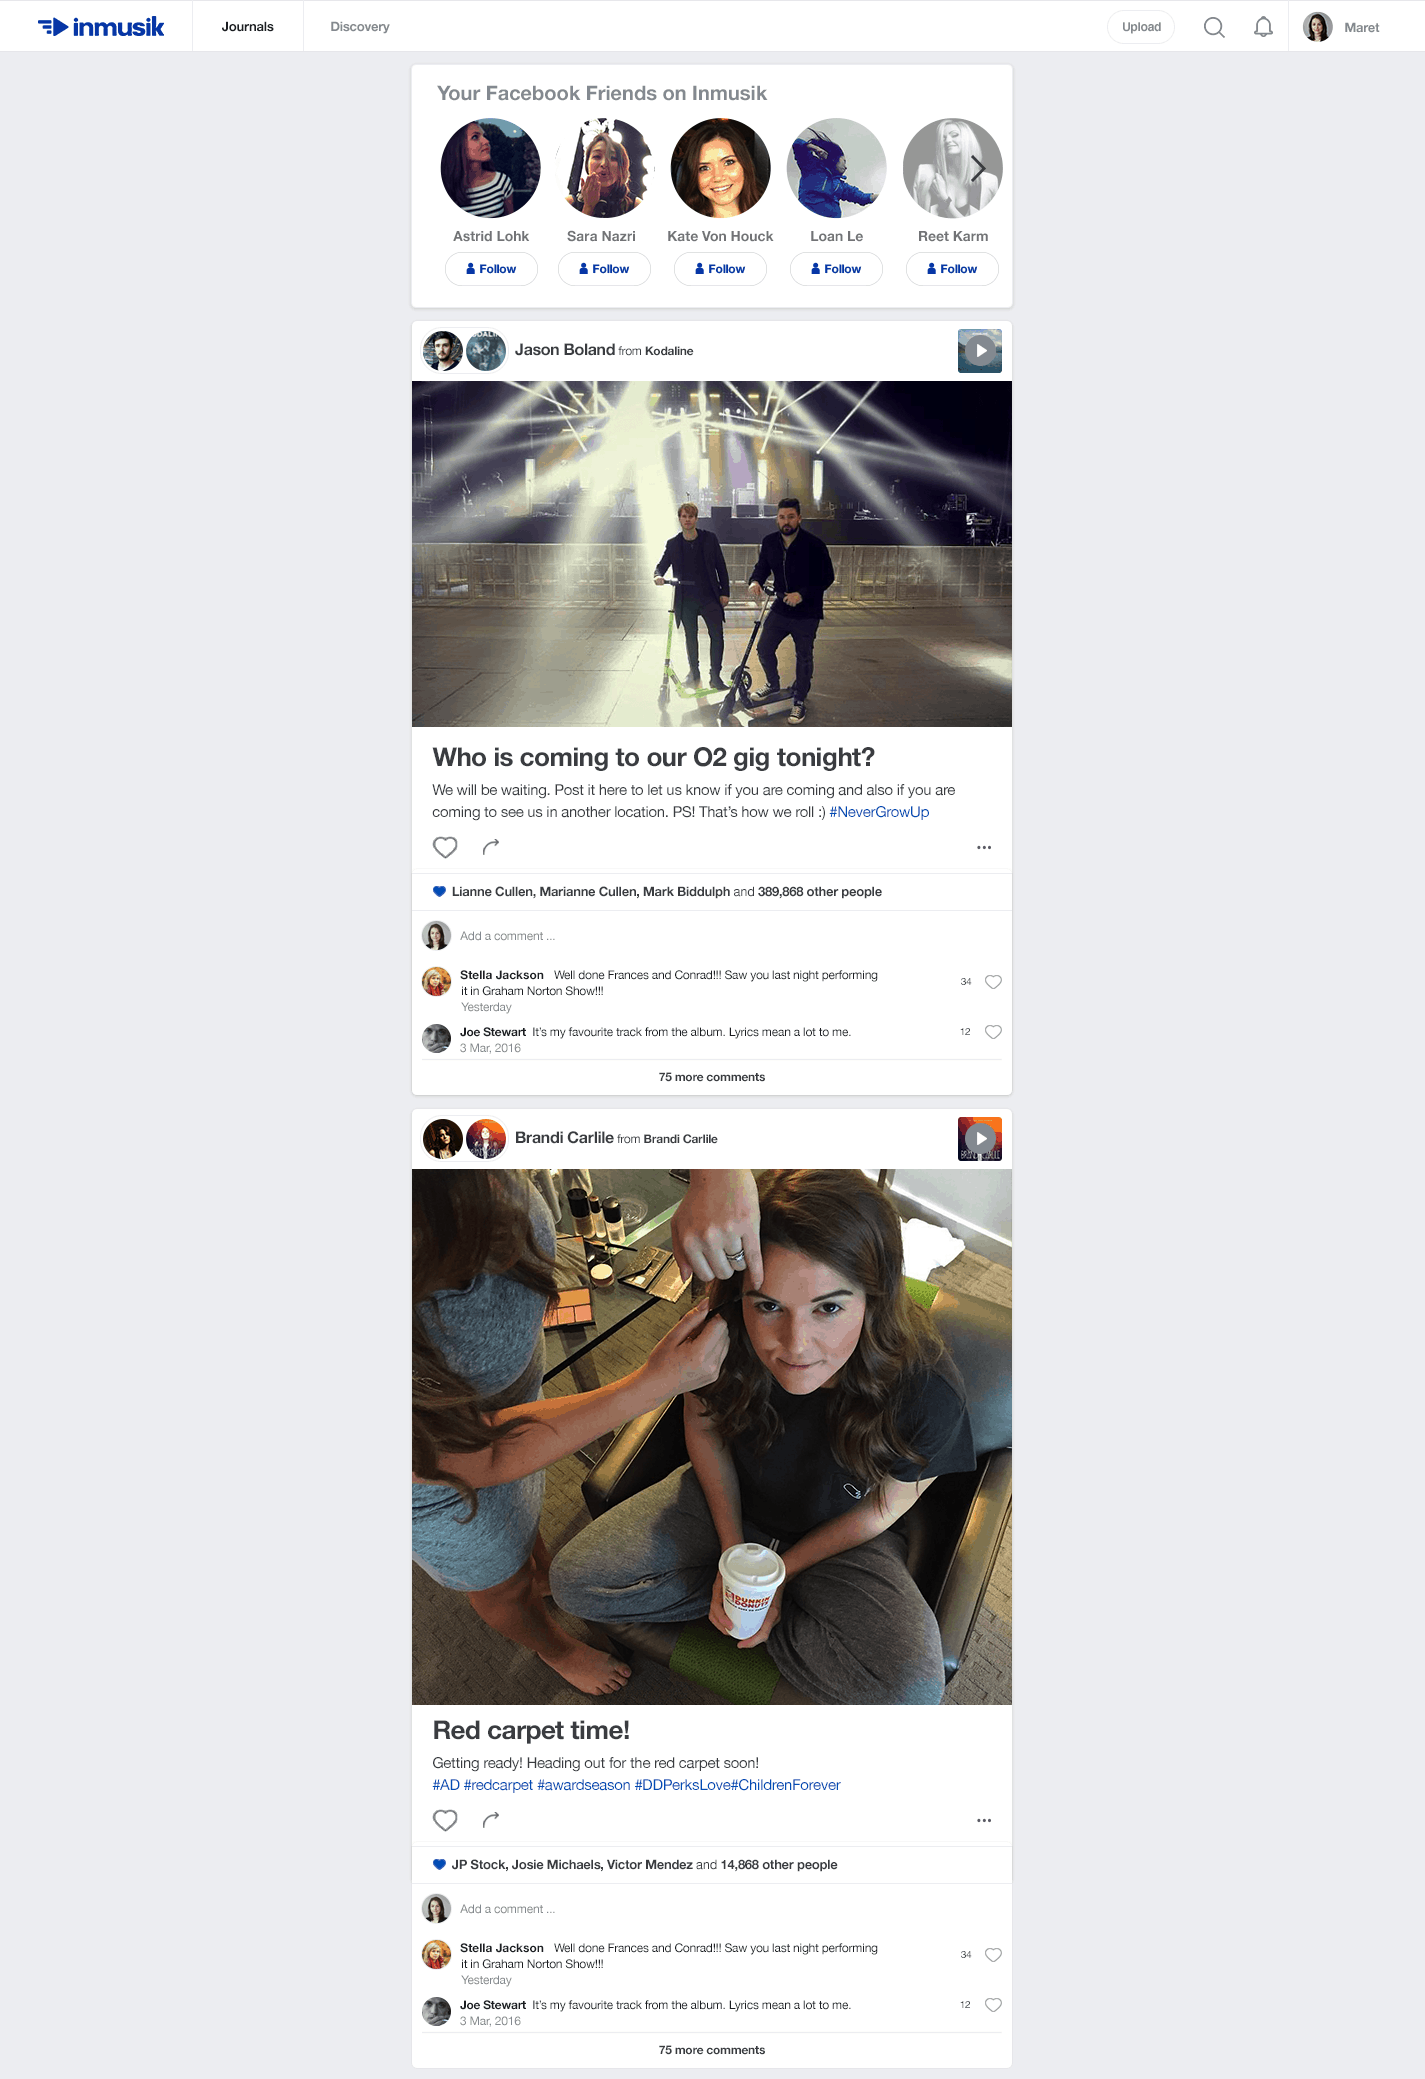 inmusik
Journals
Discovery
Upload
Maret
Your Facebook Friends on Inmusik
Astrid Lohk
Sara Nazri
Kate Von Houck
Loan Le
Reet Karm
Follow
Follow
Follow
Follow
Follow
Jason Boland from Kodaline
Who is coming to our O2 gig tonight?
We will be waiting. Post it here to let us know if you are coming and also if you are
coming to see us in another location. PS! That's how we roll :) #NeverGrowUp
Lianne Cullen, Marianne Cullen, Mark Biddulph and 389,868 other people
Add a comment ...
Stella Jackson Well done Frances and Conrad!!! Saw you last night performing
it in Graham Norton Show!!!
34
Yesterday
Joe Stewart It's my favourite track from the album. Lyrics mean a lot to me.
12
3 Mar, 2016
75 more comments
Brandi Carlile from Brandi Carlile
DUNKIN'
DONUTS
Red carpet time!
Getting ready! Heading out for the red carpet soon!
#AD #redcarpet #awardseason #DDPerksLove#ChildrenForever
JP Stock, Josie Michaels, Victor Mendez and 14,868 other people
Add a comment ...
Stella Jackson Well done Frances and Conrad!!! Saw you last night performing
it in Graham Norton Show!!!
34
Yesterday
Joe Stewart It's my favourite track from the album. Lyrics mean a lot to me.
12
3 Mar, 2016
75 more comments